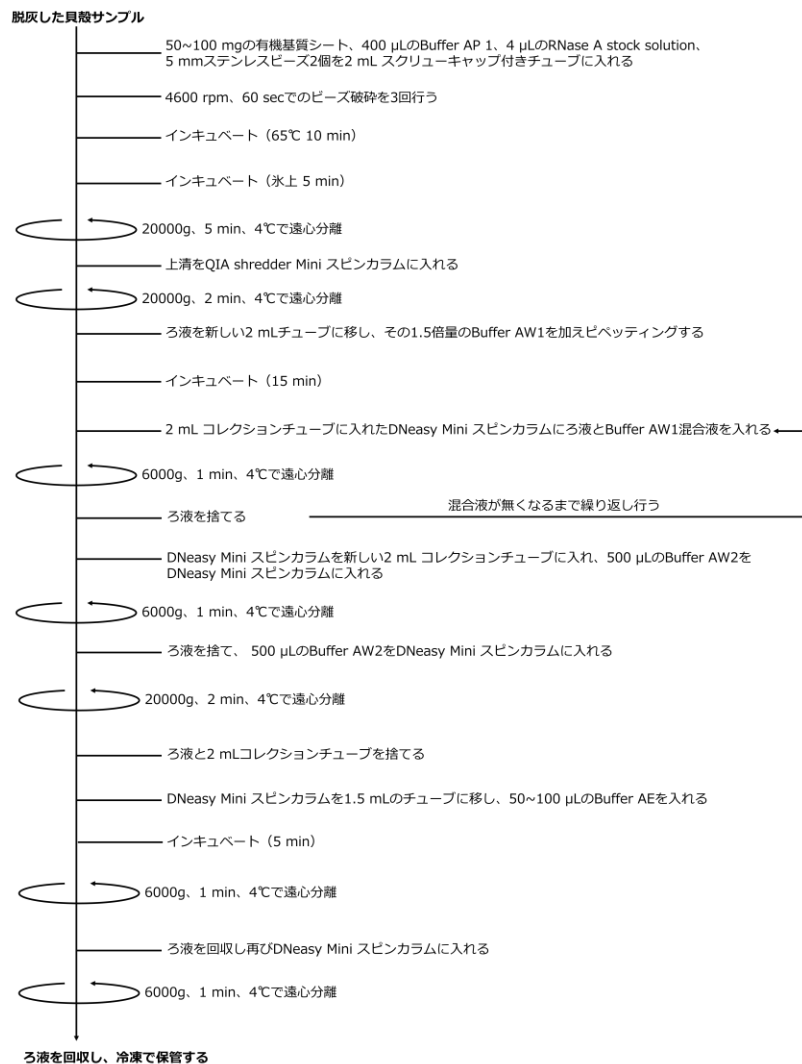 脱灰した貝殻サンプル
50~100 mgの有機基質シート、400 µLのBuffer AP 1、4 µLのRNase A stock solution、
5 mmステンレスビーズ2個を2 mL スクリューキャップ付きチューブに入れる
4600 rpm、60 secでのビーズ破砕を3回行う
インキュベート（65℃ 10 min）
インキュベート（氷上 5 min）
20000g、5 min、4℃で遠心分離
上清をQIA shredder Mini スピンカラムに入れる
20000g、2 min、4℃で遠心分離
ろ液を新しい2 mLチューブに移し、その1.5倍量のBuffer AW1を加えピペッティングする
インキュベート（15 min）
2 mL コレクションチューブに入れたDNeasy Mini スピンカラムにろ液とBuffer AW1混合液を入れる
6000g、1 min、4℃で遠心分離
混合液が無くなるまで繰り返し行う
ろ液を捨てる
DNeasy Mini スピンカラムを新しい2 mL コレクションチューブに入れ、500 µLのBuffer AW2を
DNeasy Mini スピンカラムに入れる
6000g、1 min、4℃で遠心分離
ろ液を捨て、 500 µLのBuffer AW2をDNeasy Mini スピンカラムに入れる
20000g、2 min、4℃で遠心分離
ろ液と2 mLコレクションチューブを捨てる
DNeasy Mini スピンカラムを1.5 mLのチューブに移し、50~100 µLのBuffer AEを入れる
インキュベート（5 min）
6000g、1 min、4℃で遠心分離
ろ液を回収し再びDNeasy Mini スピンカラムに入れる
6000g、1 min、4℃で遠心分離
ろ液を回収し、冷凍で保管する